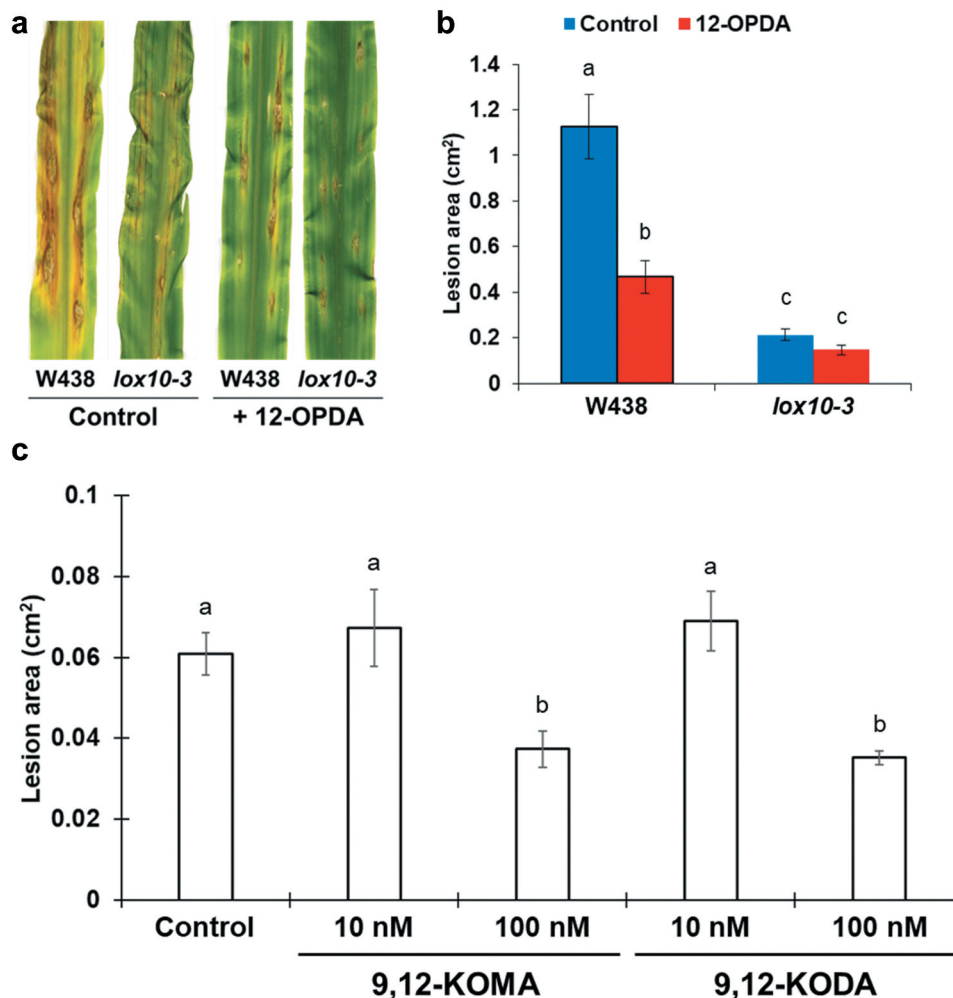 a
W438 lox10-3 W438 lox10-3
Control + 12-OPDA
b
Control 12-OPDA
Lesion area (cm²)
1.4
1.2
1
0.8
0.6
0.4
0.2
0
a
b
c
c
W438 lox10-3
c
Lesion area (cm²)
0.1
0.08
0.06
0.04
0.02
0
a
a
b
a
b
Control 10 nM 100 nM 10 nM 100 nM
9,12-KOMA 9,12-KODA